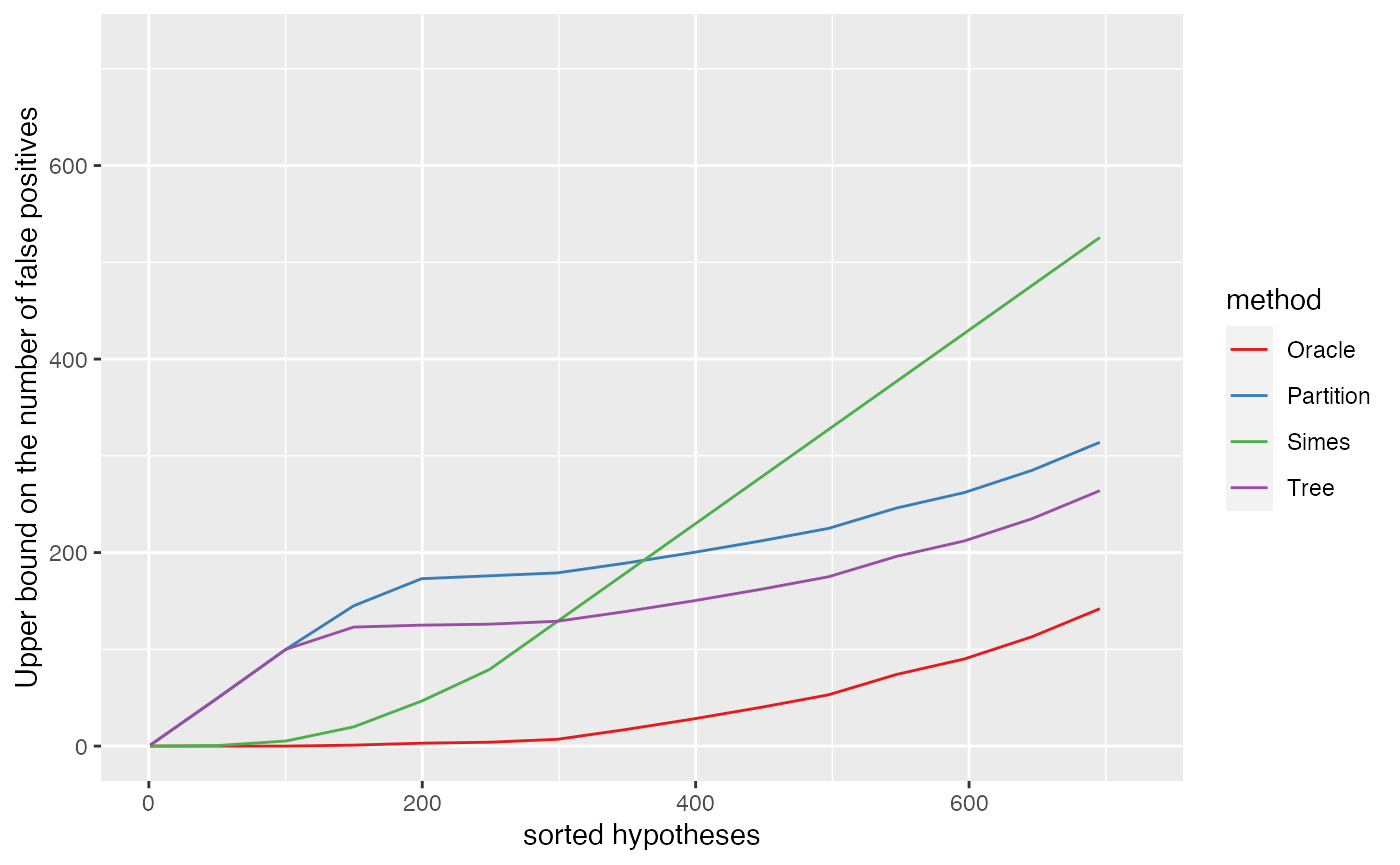 Upper bound on the number of false positives
600
400
200
0
0 200 400 600
sorted hypotheses
method
Oracle
Partition
Simes
Tree